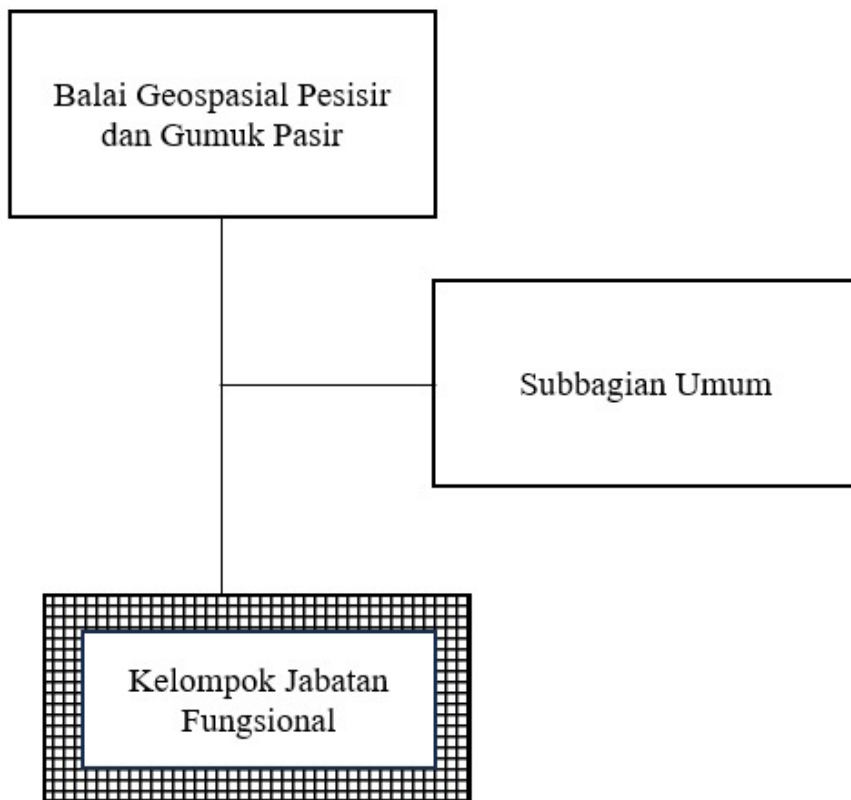 Balai Geospasial Pesisir
dan Gumuk Pasir
Subbagian Umum
Kelompok Jabatan
Fungsional